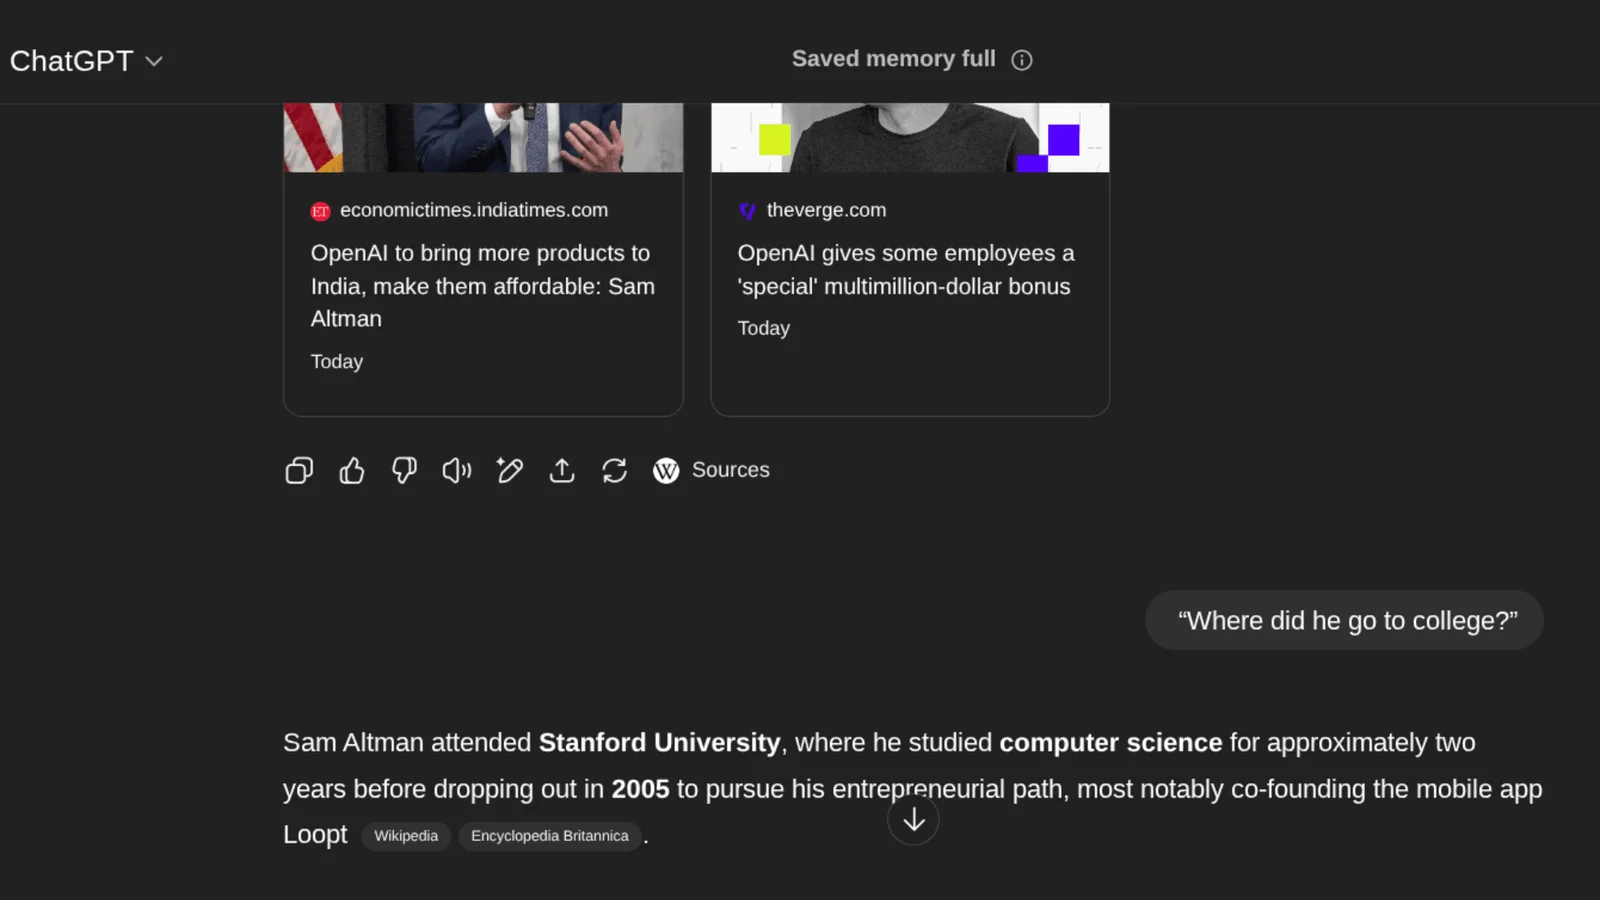 ChatGPT
Saved memory full
ET economictimes.indiatimes.com
OpenAI to bring more products to
India, make them affordable: Sam
Altman
Today
theverge.com
OpenAI gives some employees a
'special' multimillion-dollar bonus
Today
W Sources
“Where did he go to college?”
Sam Altman attended Stanford University, where he studied computer science for approximately two
years before dropping out in 2005 to pursue his entrepreneurial path, most notably co-founding the mobile app
Loopt Wikipedia Encyclopedia Britannica .